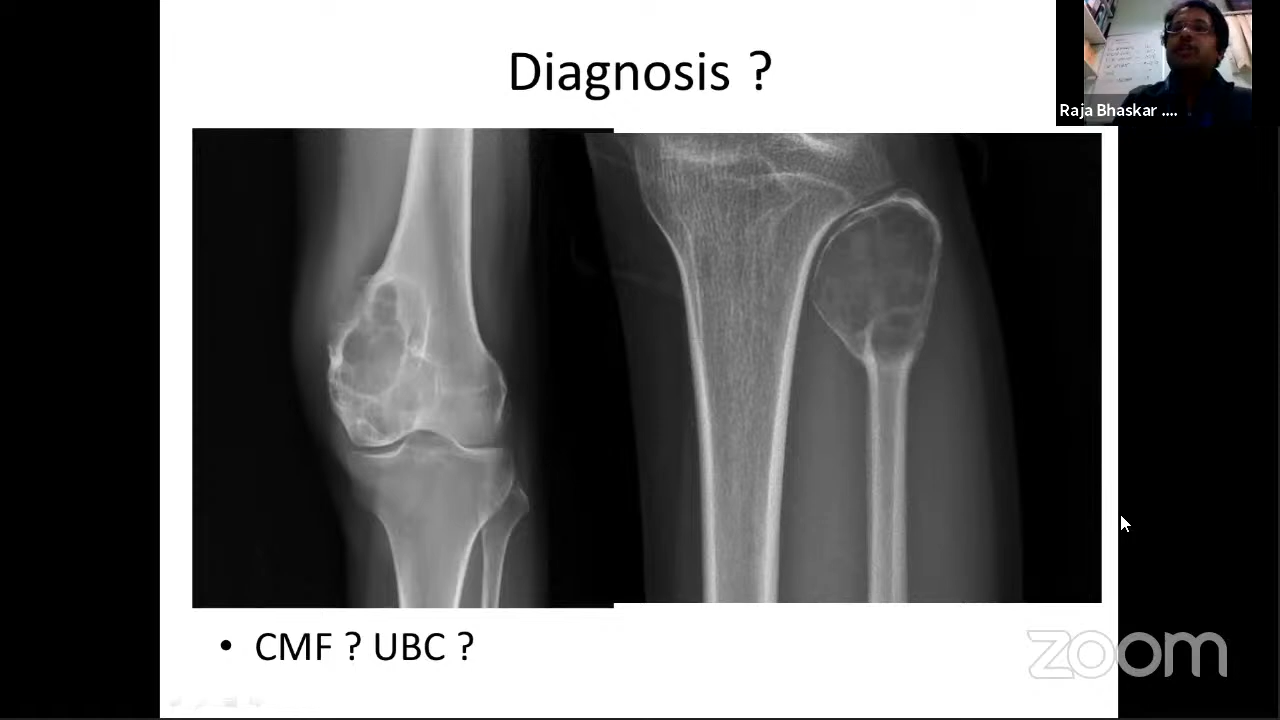 Diagnosis ?
Raja Bhaskar ....
• CMF ? UBC ?
zoom